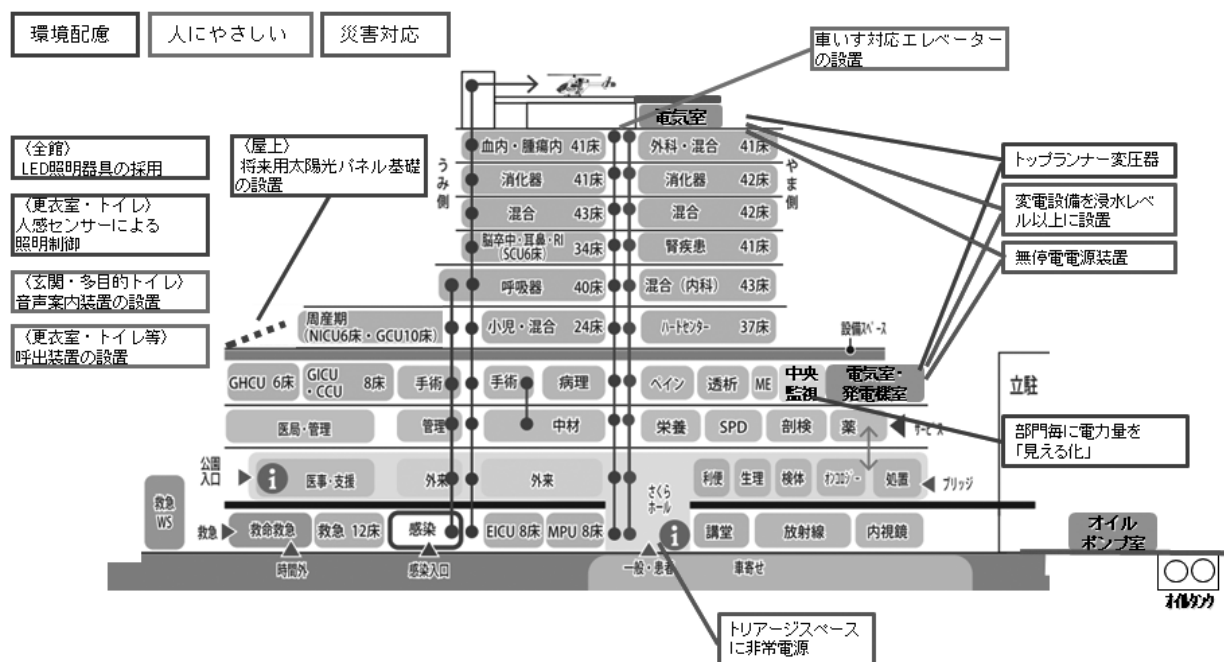 環境配慮
人にやさしい
災害対応
車いす対応エレベーター
の設置
電気室
〈全館〉
LED照明器具の採用
〈更衣室・トイレ〉
人感センサーによる
照明制御
〈玄関・多目的トイレ〉
音声案内装置の設置
〈更衣室・トイレ等〉
呼出装置の設置
〈屋上〉
将来用太陽光パネル基礎
の設置
うみ側
やま側
血内・腫瘍内 41床
外科・混合 41床
消化器 41床
消化器 42床
混合 43床
混合 42床
脳卒中・耳鼻・RI
(SCU6床) 34床
腎疾患 41床
呼吸器 40床
混合（内科） 43床
周産期
(NICU6床・GCU10床)
小児・混合 24床
ハートセンター 37床
設備スペース
トップランナー変圧器
変電設備を浸水レベ
ル以上に設置
無停電電源装置
GHCU 6床
GICU
・CCU 8床
手術
手術
病理
ペイン
透析
ME
中央
監視
電気室・
発電機室
立駐
医局・管理
管理
中材
栄養
SPD
剖検
薬
サービス
部門毎に電力量を
「見える化」
公園
入口
i
医事・支援
外来
外来
さくら
ホール
利便
生理
検体
オンコロジー
処置
ブリッジ
救急
WS
救急
救命救急
救急 12床
感染
EICU 8床
MPU 8床
i
講堂
放射線
内視鏡
オイル
ポンプ室
時間外
感染入口
一般・患者
車寄せ
オイルタンク
トリアージスペース
に非常電源